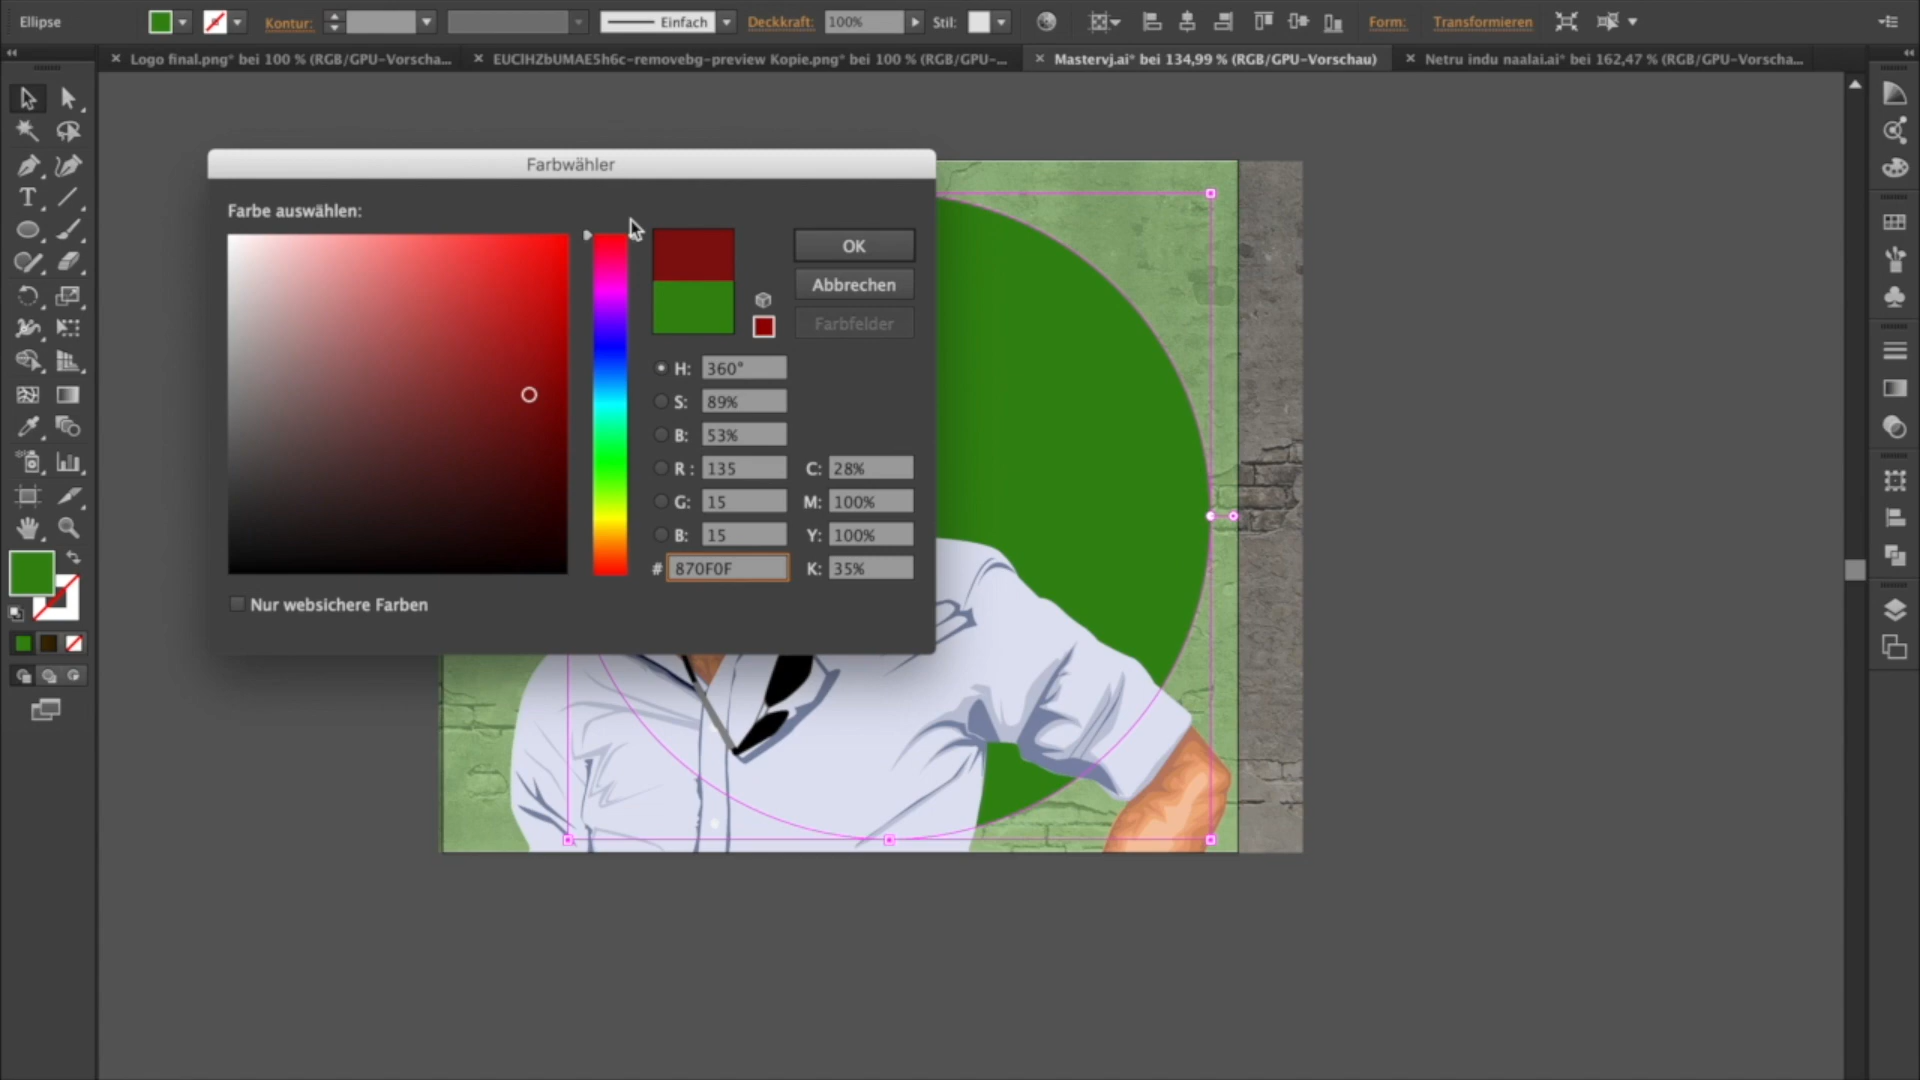 Ellipse
Kontur:
Einfach
Deckkraft:
100%
Stil:
Form:
Transformieren
Logo final.png* bei 100 % (RGB/GPU-Vorscha...
EUClHZbUMAE5h6c-removebg-preview Kopie.png* bei 100 % (RGB/GPU-...
Mastervj.ai* bei 134,99 % (RGB/GPU-Vorschau)
Netru indu naalai.ai* bei 162,47 % (RGB/GPU-Vorscha...
Farbwähler
Farbe auswählen:
OK
Abbrechen
Farbfelder
H: 360°
S: 89%
B: 53%
R: 135
C: 28%
G: 15
M: 100%
B: 15
Y: 100%
# 870F0F
K: 35%
Nur websichere Farben